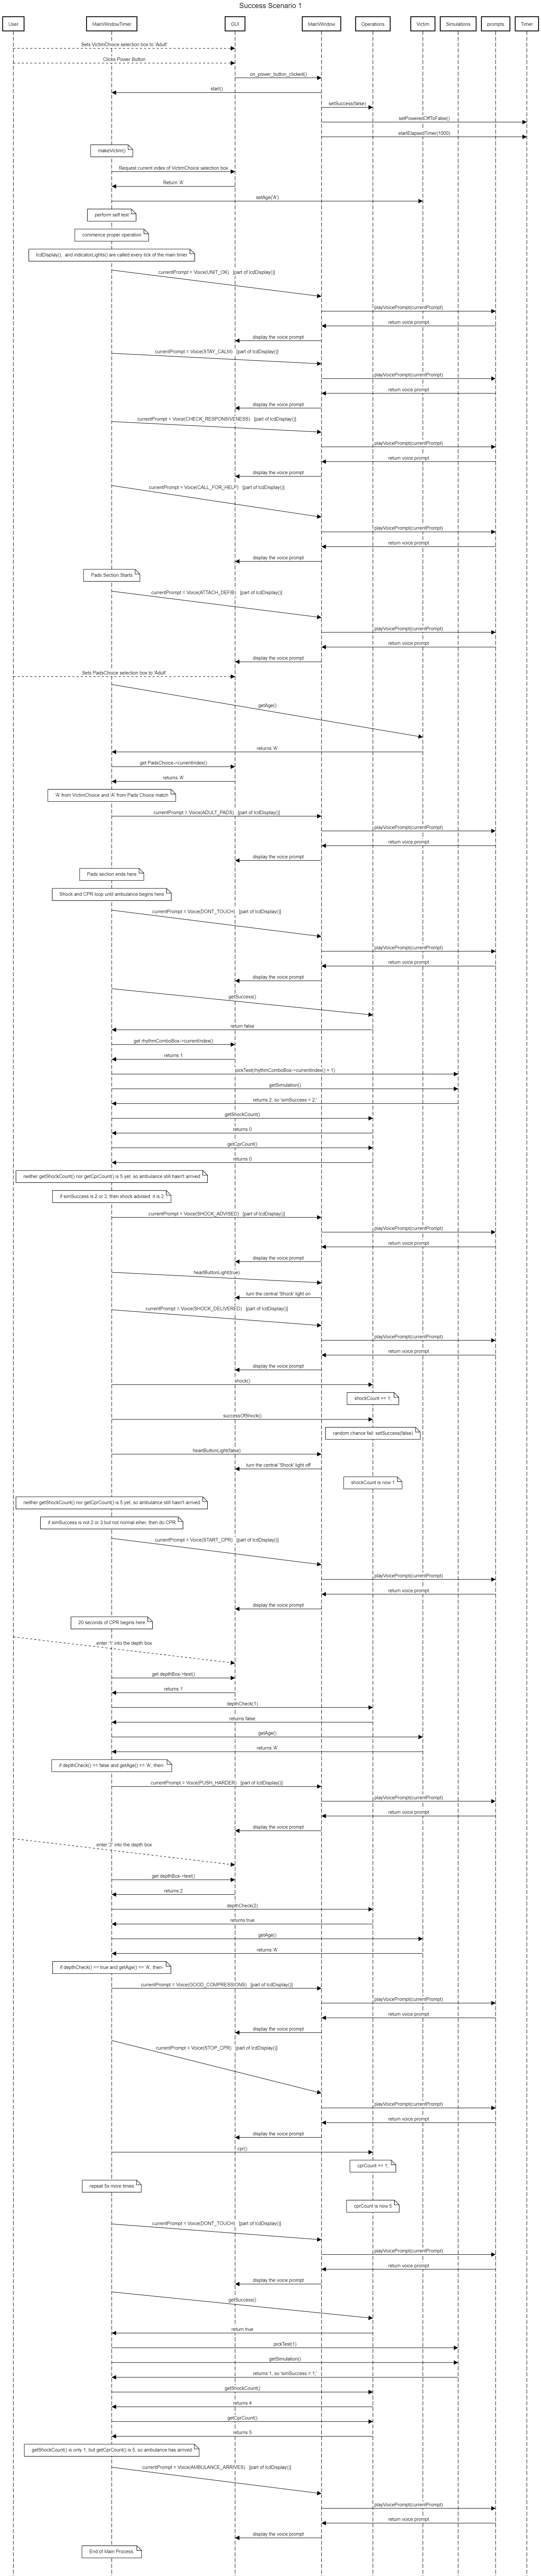 Success Scenario 1
User
MainWindowTimer
GUI
MainWindow
Operations
Victim
Simulations
prompts
Timer
Sets VictimChoice selection box to 'Adult'
Clicks Power Button
on_power_button_clicked()
start()
setSuccess(false)
setPoweredOffToFalse()
startElapsedTimer(1000)
makeVictim()
Request current index of VictimChoice selection box
Return 'A'
setAge('A')
perform self test
commence proper operation
lcdDisplay(), and indicatorLights() are called every tick of the main timer
currentPrompt = Voice(UNIT_OK) [part of lcdDisplay()]
playVoicePrompt(currentPrompt)
return voice prompt
display the voice prompt
currentPrompt = Voice(STAY_CALM) [part of lcdDisplay()]
playVoicePrompt(currentPrompt)
return voice prompt
display the voice prompt
currentPrompt = Voice(CHECK_RESPONSIVENESS) [part of lcdDisplay()]
playVoicePrompt(currentPrompt)
return voice prompt
display the voice prompt
currentPrompt = Voice(CALL_FOR_HELP) [part of lcdDisplay()]
playVoicePrompt(currentPrompt)
return voice prompt
display the voice prompt
Pads Section Starts
currentPrompt = Voice(ATTACH_DEFIB) [part of lcdDisplay()]
playVoicePrompt(currentPrompt)
return voice prompt
display the voice prompt
Sets PadsChoice selection box to 'Adult'
getAge()
returns 'A'
get PadsChoice->currentIndex()
returns 'A'
'A' from VictimChoice and 'A' from Pads Choice match
currentPrompt = Voice(ADULT_PADS) [part of lcdDisplay()]
playVoicePrompt(currentPrompt)
return voice prompt
display the voice prompt
Pads section ends here
Shock and CPR loop until ambulance begins here
currentPrompt = Voice(DONT_TOUCH) [part of lcdDisplay()]
playVoicePrompt(currentPrompt)
return voice prompt
display the voice prompt
getSuccess()
return false
get rhythmComboBox->currentIndex()
returns 1
pickTest(rhythmComboBox->currentIndex() + 1)
getSimulation()
returns 2, so 'simSuccess = 2;'
getShockCount()
returns 0
getCprCount()
returns 0
neither getShockCount() nor getCprCount() is 5 yet, so ambulance still hasn't arrived
if simSuccess is 2 or 3, then shock advised: it is 2
currentPrompt = Voice(SHOCK_ADVISED) [part of lcdDisplay()]
playVoicePrompt(currentPrompt)
return voice prompt
display the voice prompt
heartButtonLight(true)
turn the central 'Shock' light on
currentPrompt = Voice(SHOCK_DELIVERED) [part of lcdDisplay()]
playVoicePrompt(currentPrompt)
return voice prompt
display the voice prompt
shock()
shockCount += 1;
successOfShock()
random chance fail: setSuccess(false)
heartButtonLight(false)
turn the central 'Shock' light off
shockCount is now 1
neither getShockCount() nor getCprCount() is 5 yet, so ambulance still hasn't arrived
if simSuccess is not 2 or 3 but not normal eiher, then do CPR
currentPrompt = Voice(START_CPR) [part of lcdDisplay()]
playVoicePrompt(currentPrompt)
return voice prompt
display the voice prompt
20 seconds of CPR begins here
enter '1' into the depth box
get depthBox->text()
returns 1
depthCheck(1)
returns false
getAge()
returns 'A'
if depthCheck() == false and getAge() == 'A', then-
currentPrompt = Voice(PUSH_HARDER) [part of lcdDisplay()]
playVoicePrompt(currentPrompt)
return voice prompt
display the voice prompt
enter '2' into the depth box
get depthBox->text()
returns 2
depthCheck(2)
returns true
getAge()
returns 'A'
if depthCheck() == true and getAge() == 'A', then-
currentPrompt = Voice(GOOD_COMPRESSIONS) [part of lcdDisplay()]
playVoicePrompt(currentPrompt)
return voice prompt
display the voice prompt
currentPrompt = Voice(STOP_CPR) [part of lcdDisplay()]
playVoicePrompt(currentPrompt)
return voice prompt
display the voice prompt
cpr()
cprCount += 1;
repeat 5x more times
cprCount is now 5
currentPrompt = Voice(DONT_TOUCH) [part of lcdDisplay()]
playVoicePrompt(currentPrompt)
return voice prompt
display the voice prompt
getSuccess()
return true
pickTest(1)
getSimulation()
returns 1, so 'simSuccess = 1;'
getShockCount()
returns 4
getCprCount()
returns 5
getShockCount() is only 1, but getCprCount() is 5, so ambulance has arrived
currentPrompt = Voice(AMBULANCE_ARRIVES) [part of lcdDisplay()]
playVoicePrompt(currentPrompt)
return voice prompt
display the voice prompt
End of Main Process